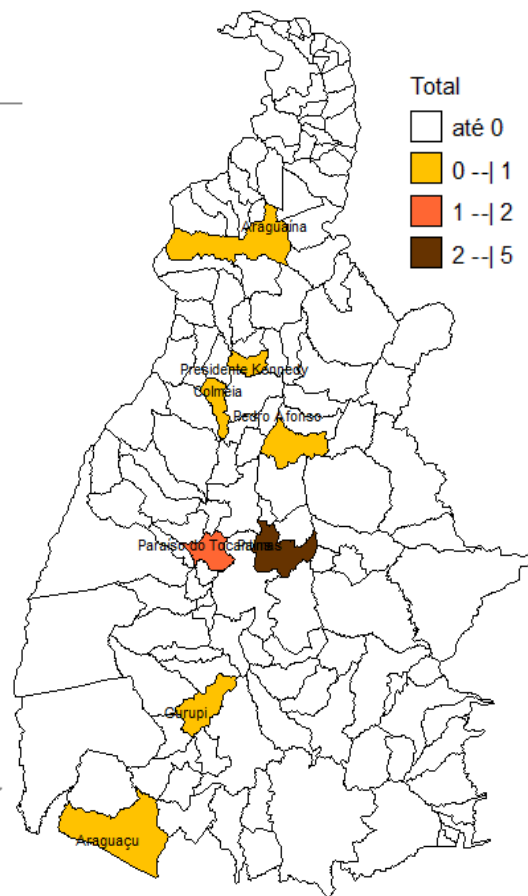 Total
até 0
0 --| 1
1 --| 2
2 --| 5
Araguaína
Presidente Kennedy
Colméia
Pedro Afonso
Paraíso do Tocantins
Palmas
Gurupi
Araguaçu